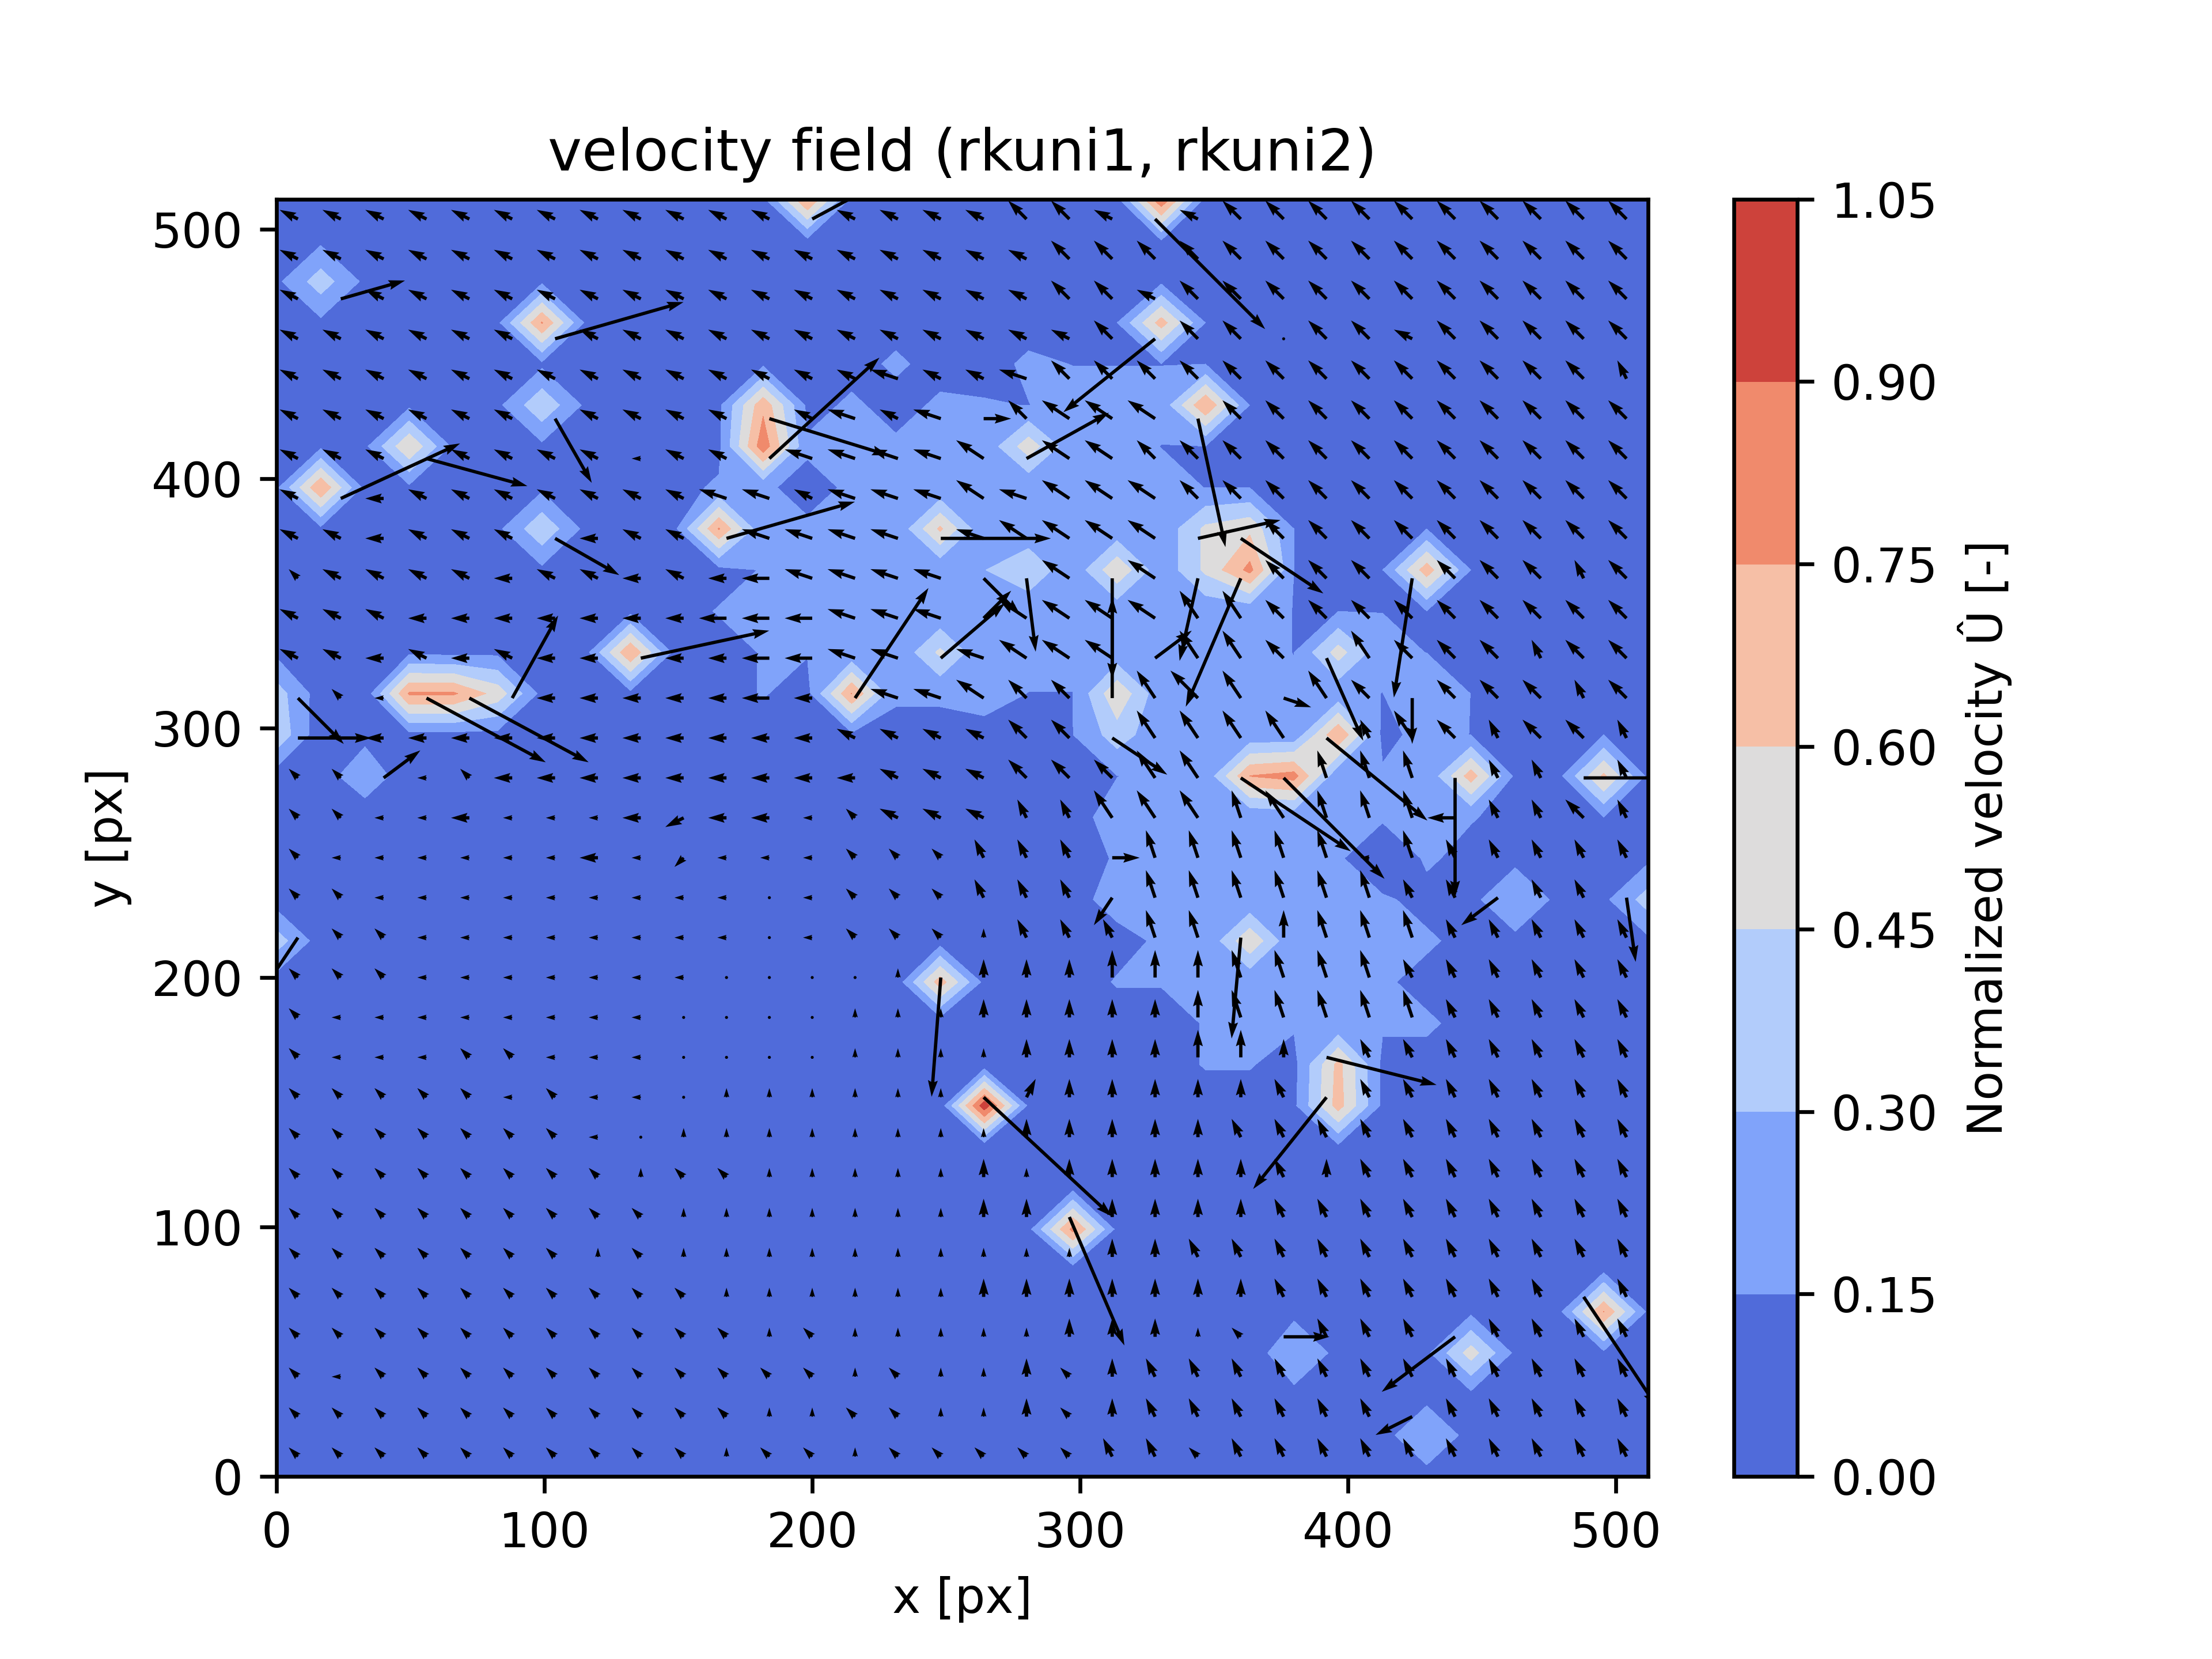 velocity field (rkuni1, rkuni2)
500
400
300
200
100
0
y [px]
0 100 200 300 400 500
x [px]
1.05
0.90
0.75
0.60
0.45
0.30
0.15
0.00
Normalized velocity Û [-]